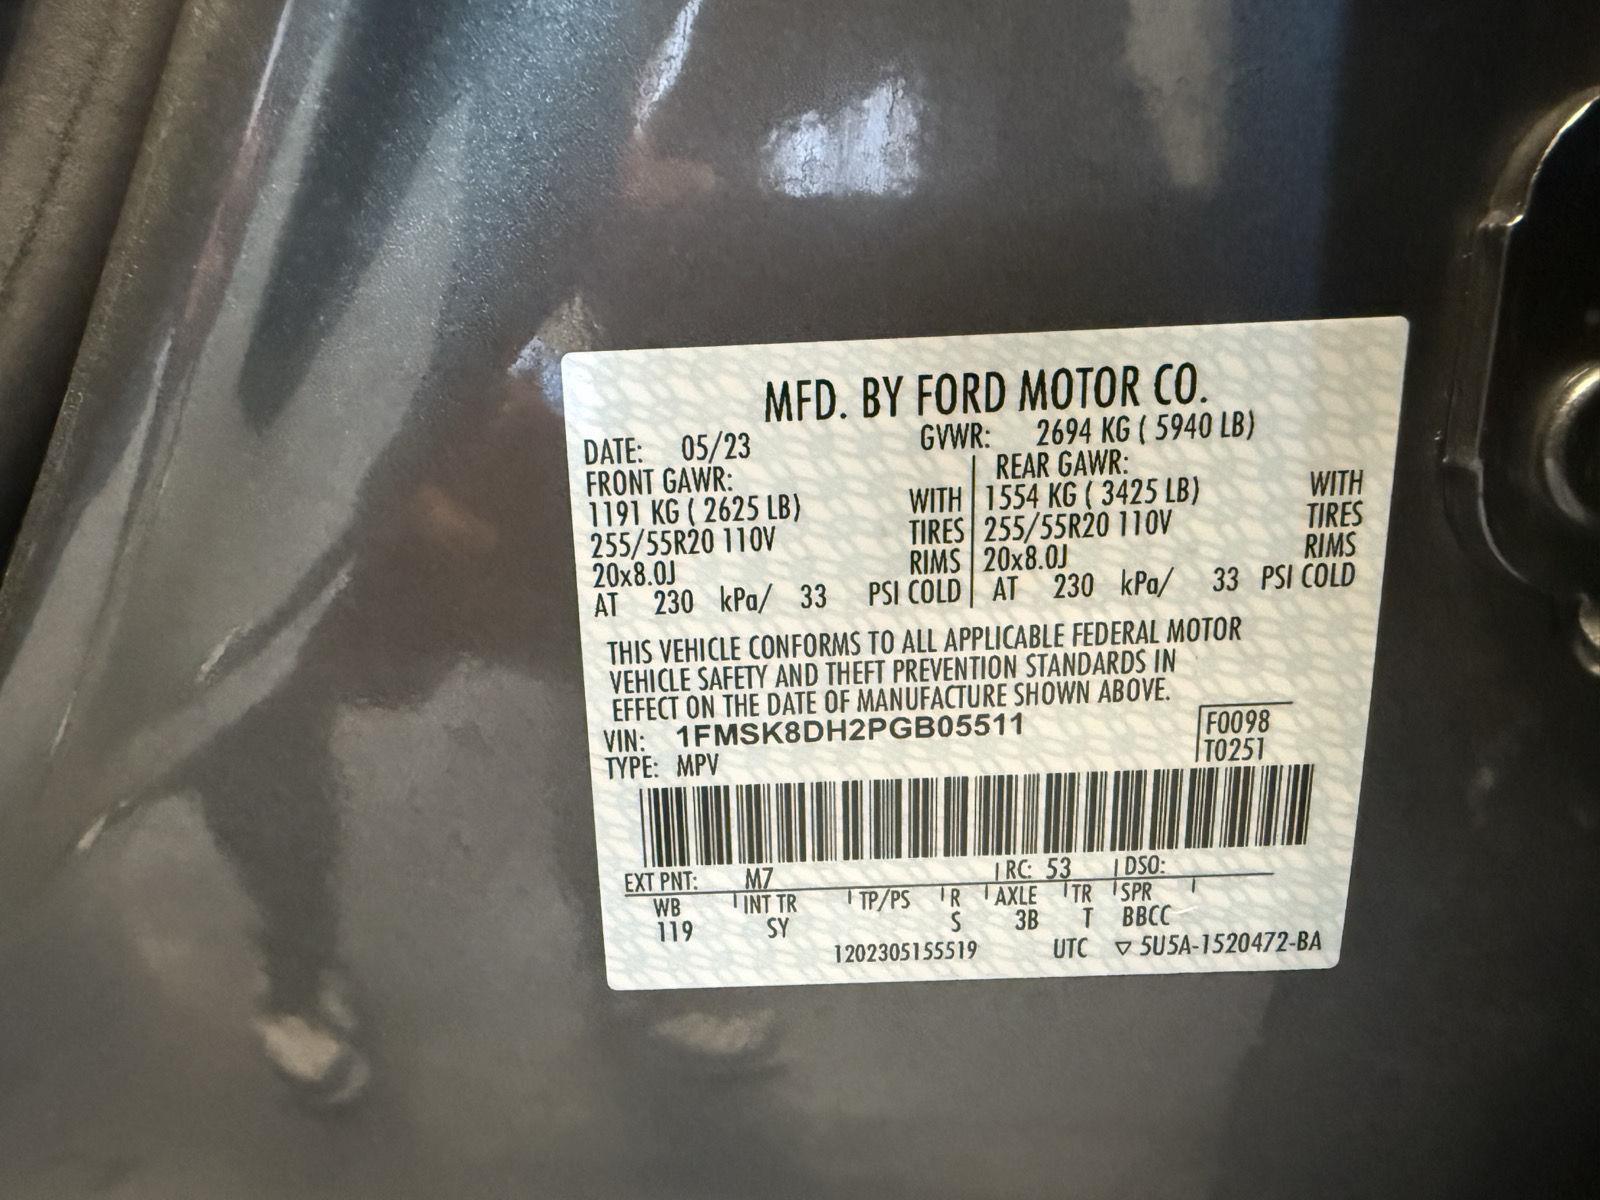 MFD. BY FORD MOTOR CO.
DATE: 05/23 GVWR: 2694 KG ( 5940 LB)
FRONT GAWR: REAR GAWR:
1191 KG ( 2625 LB) WITH 1554 KG ( 3425 LB) WITH
255/55R20 110V TIRES 255/55R20 110V TIRES
20x8.0J RIMS 20x8.0J RIMS
AT 230 kPa/ 33 PSI COLD AT 230 kPa/ 33 PSI COLD
THIS VEHICLE CONFORMS TO ALL APPLICABLE FEDERAL MOTOR
VEHICLE SAFETY AND THEFT PREVENTION STANDARDS IN
EFFECT ON THE DATE OF MANUFACTURE SHOWN ABOVE.
VIN: 1FMSK8DH2PGB05511 F0098
TYPE: MPV T0251
EXT PNT: M7 RC: 53 DSO:
WB INT TR TP/PS R AXLE TR SPR
119 SY S 3B T BBCC
1202305155519 UTC ▽ 5U5A-1520472-BA